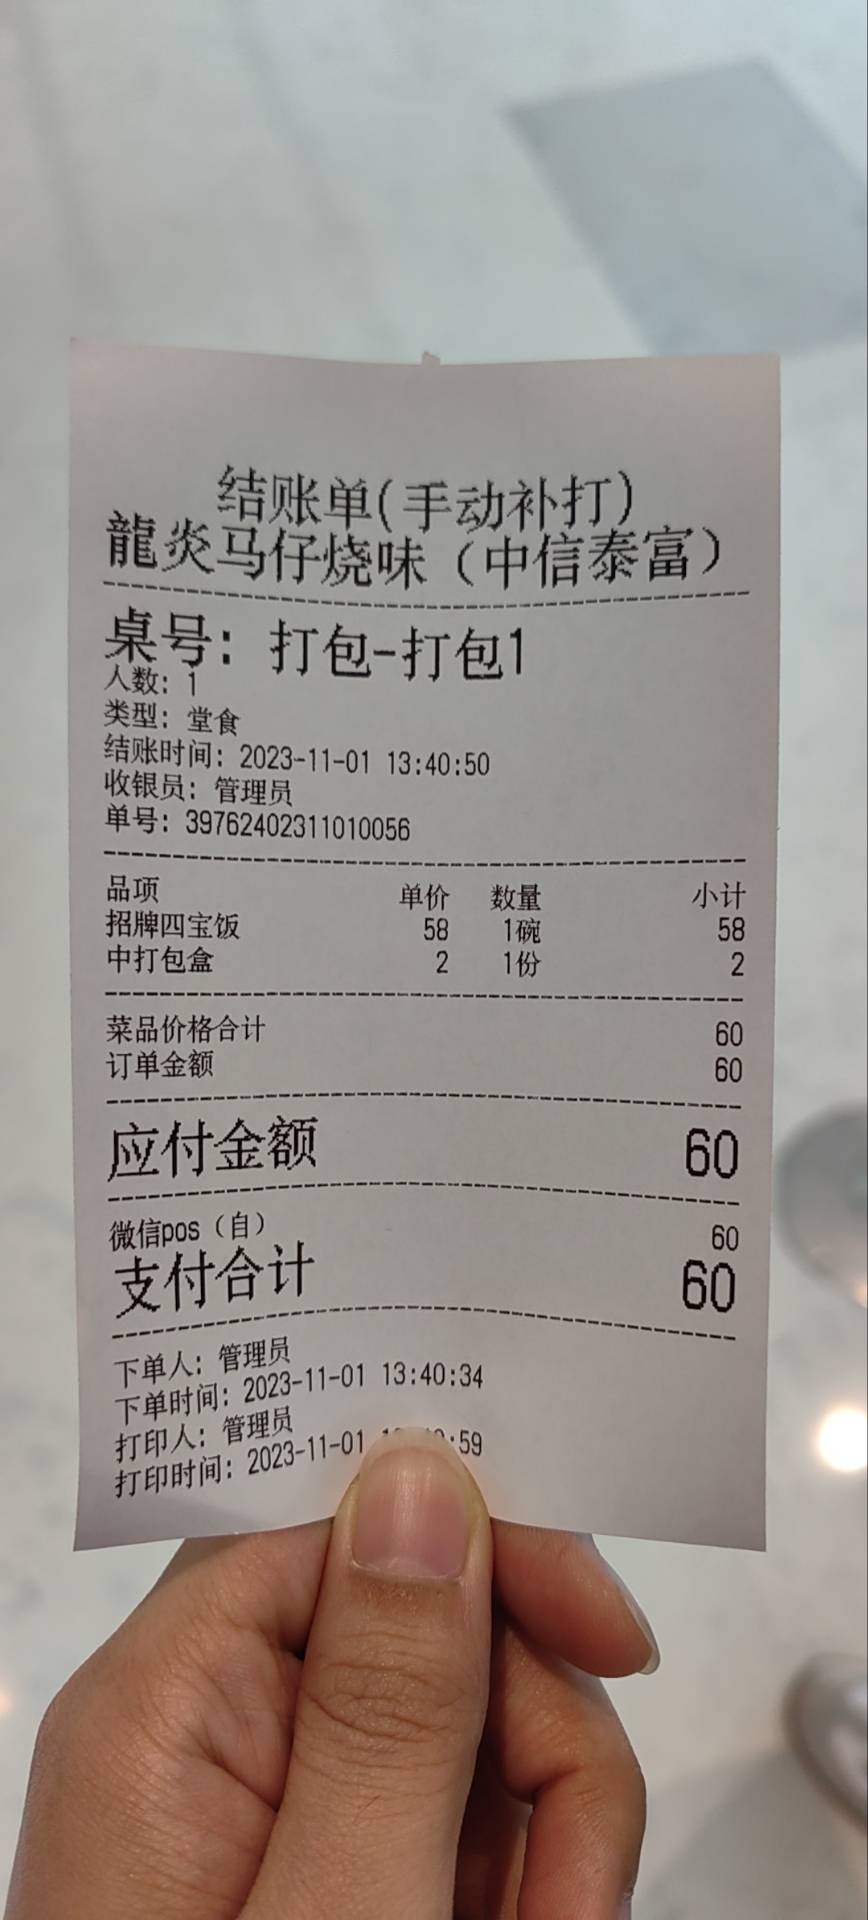 结账单(手动补打)
龍炎马仔烧味（中信泰富）
桌号: 打包-打包1
人数: 1
类型: 堂食
结账时间: 2023-11-01 13:40:50
收银员: 管理员
单号: 39762402311010056
品项 单价 数量 小计
招牌四宝饭 58 1碗 58
中打包盒 2 1份 2
菜品价格合计 60
订单金额 60
应付金额 60
微信pos（自） 60
支付合计 60
下单人: 管理员
下单时间: 2023-11-01 13:40:34
打印人: 管理员
打印时间: 2023-11-01 :59